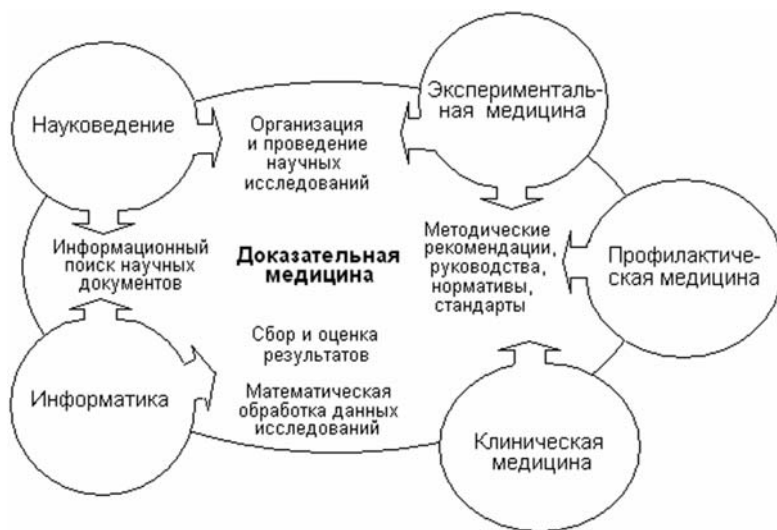 Науковедение
Организация
и проведение
научных
исследований
Эксперименталь-
ная медицина
Информационный
поиск научных
документов
Доказательная
медицина
Методические
рекомендации,
руководства,
нормативы,
стандарты
Профилактиче-
ская медицина
Сбор и оценка
результатов
Информатика
Математическая
обработка данных
исследований
Клиническая
медицина